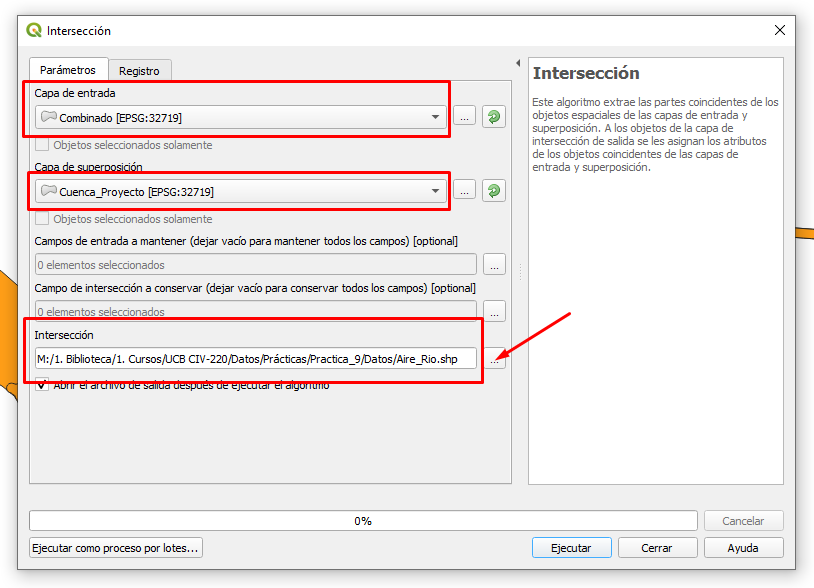 Intersección
Parámetros
Registro
Capa de entrada
Combinado [EPSG:32719]
...
Objetos seleccionados solamente
Capa de superposición
Cuenca_Proyecto [EPSG:32719]
...
Objetos seleccionados solamente
Campos de entrada a mantener (dejar vacío para mantener todos los campos) [optional]
0 elementos seleccionados
...
Campo de intersección a conservar (dejar vacío para conservar todos los campos) [optional]
0 elementos seleccionados
...
Intersección
M:/1. Biblioteca/1. Cursos/UCB CIV-220/Datos/Prácticas/Practica_9/Datos/Aire_Rio.shp
...
Abrir el archivo de salida después de ejecutar el algoritmo
Intersección
Este algoritmo extrae las partes coincidentes de los
objetos espaciales de las capas de entrada y
superposición. A los objetos de la capa de
intersección de salida se les asignan los atributos
de los objetos coincidentes de las capas de
entrada y superposición.
0%
Cancelar
Ejecutar como proceso por lotes...
Ejecutar
Cerrar
Ayuda